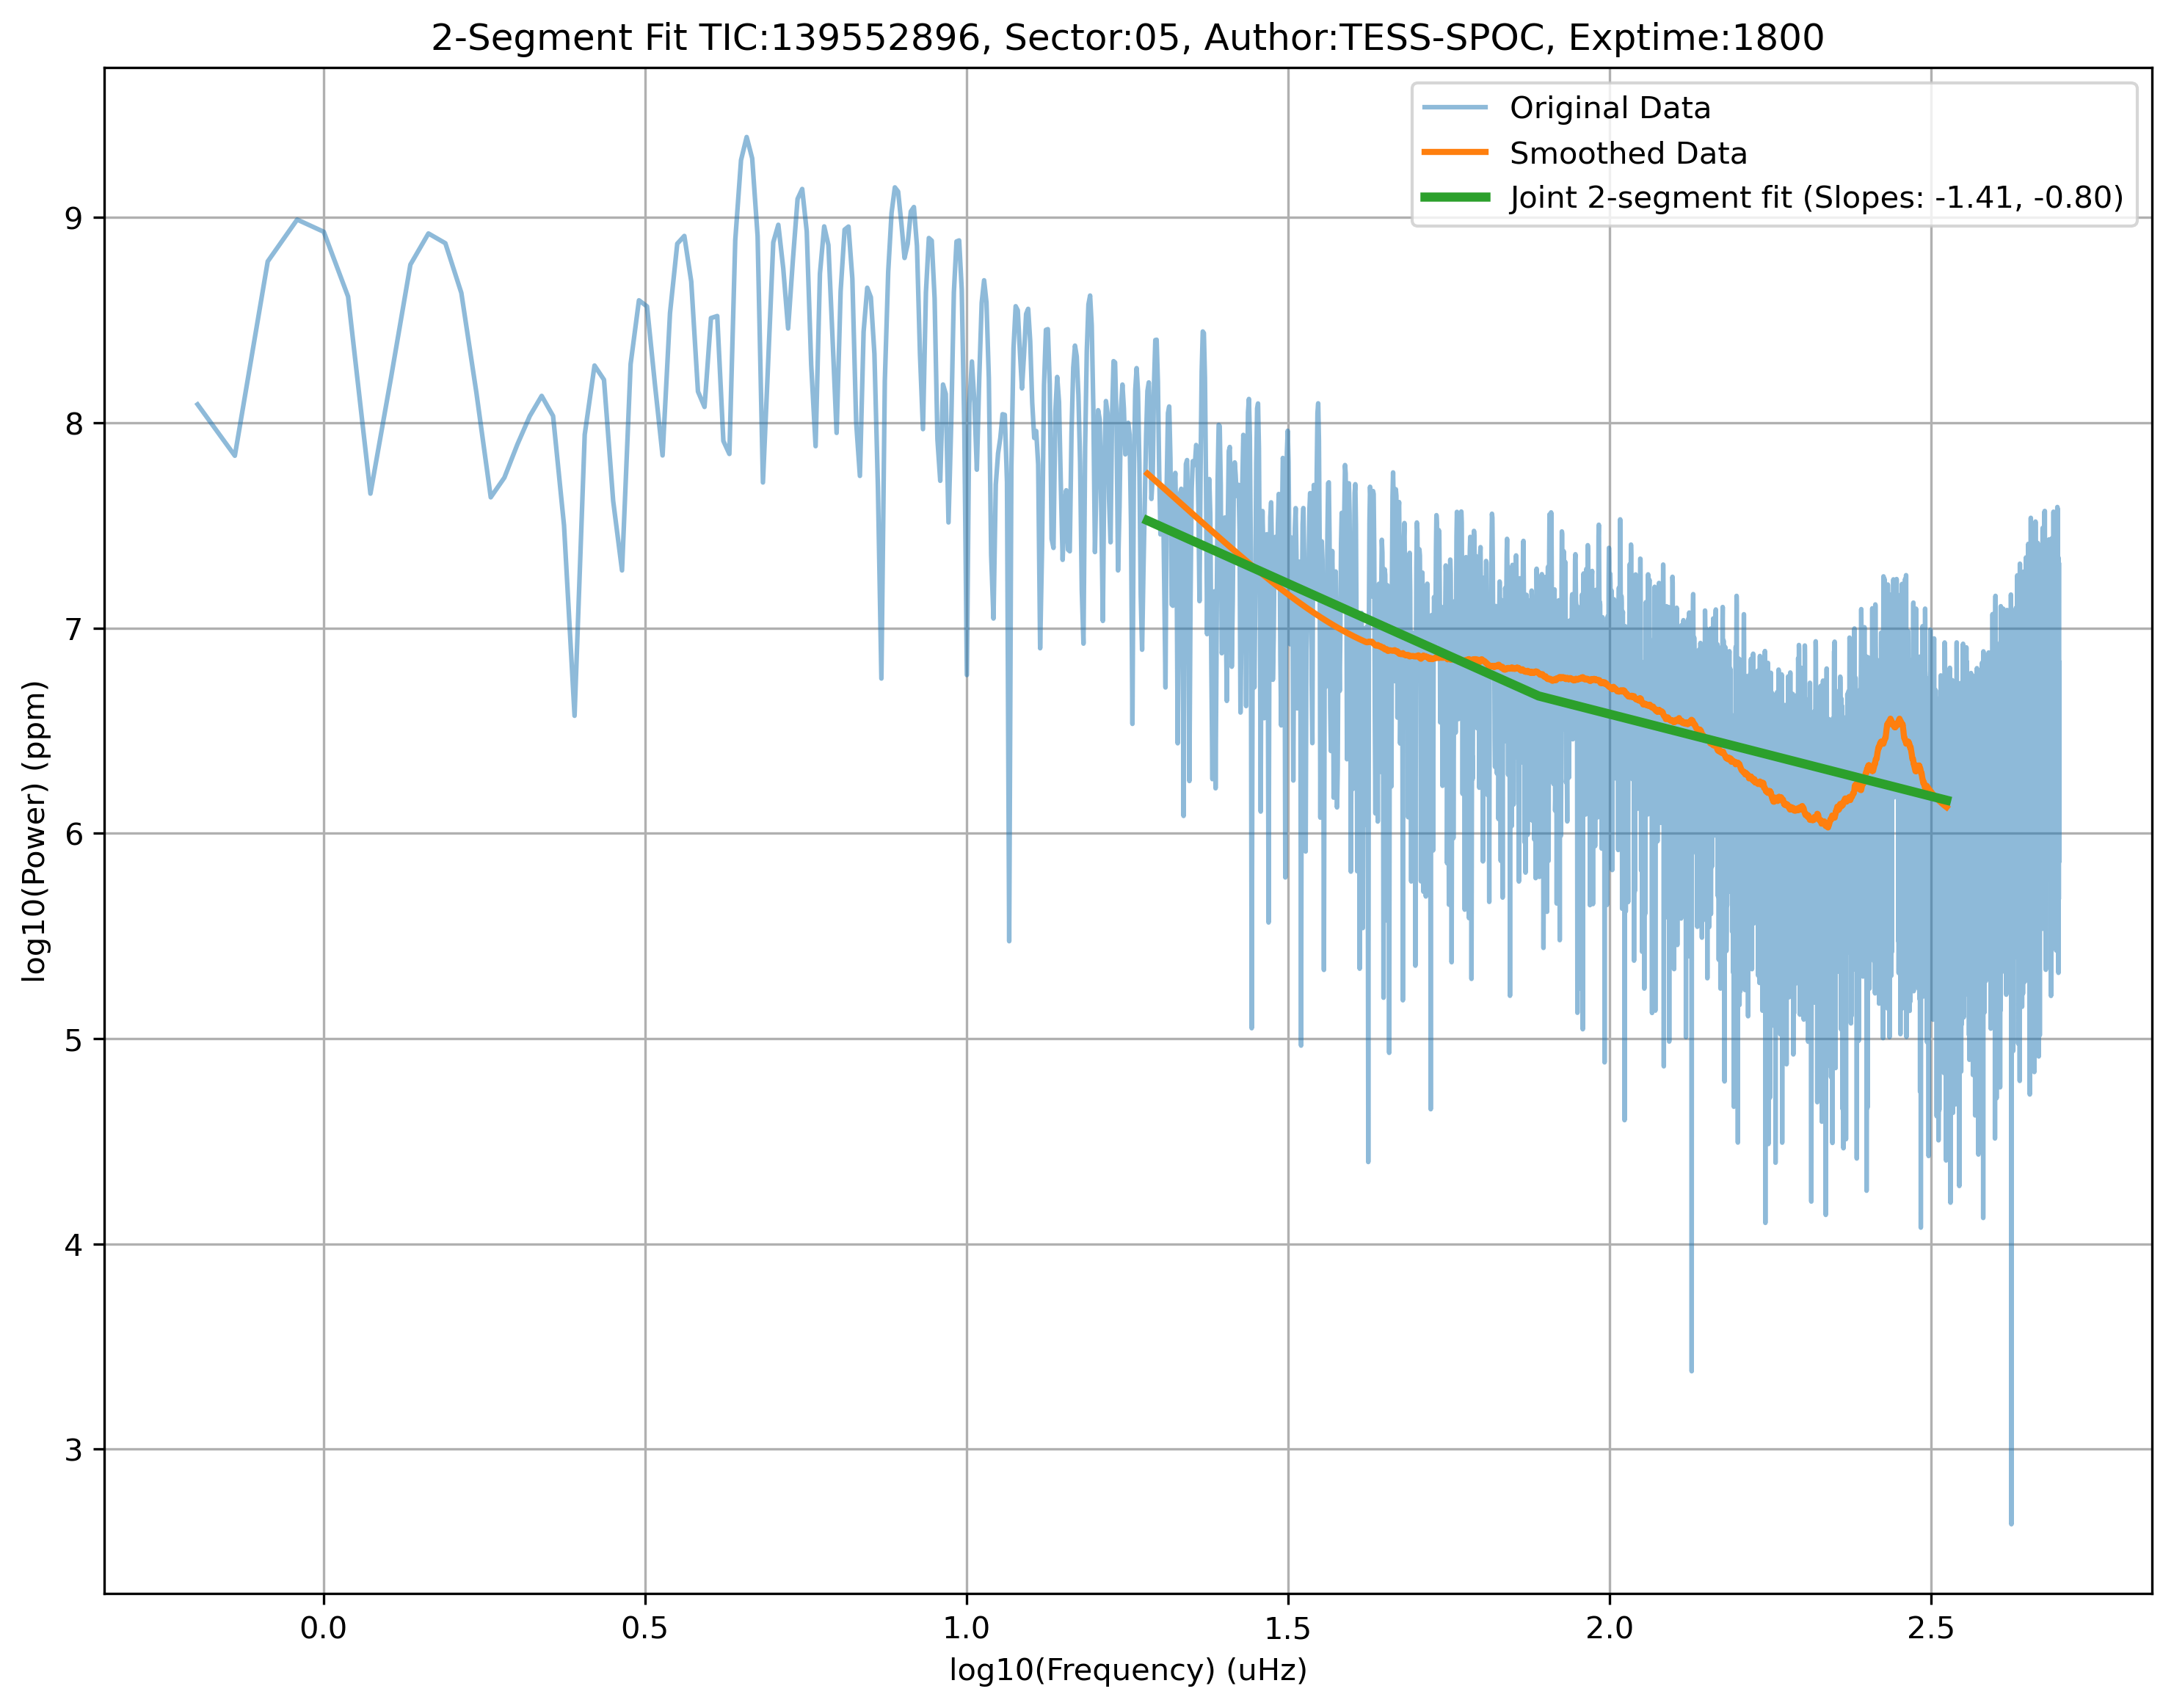 2-Segment Fit TIC:139552896, Sector:05, Author:TESS-SPOC, Exptime:1800
Original Data
Smoothed Data
Joint 2-segment fit (Slopes: -1.41, -0.80)
log10(Power) (ppm)
9
8
7
6
5
4
3
0.0 0.5 1.0 1.5 2.0 2.5
log10(Frequency) (uHz)